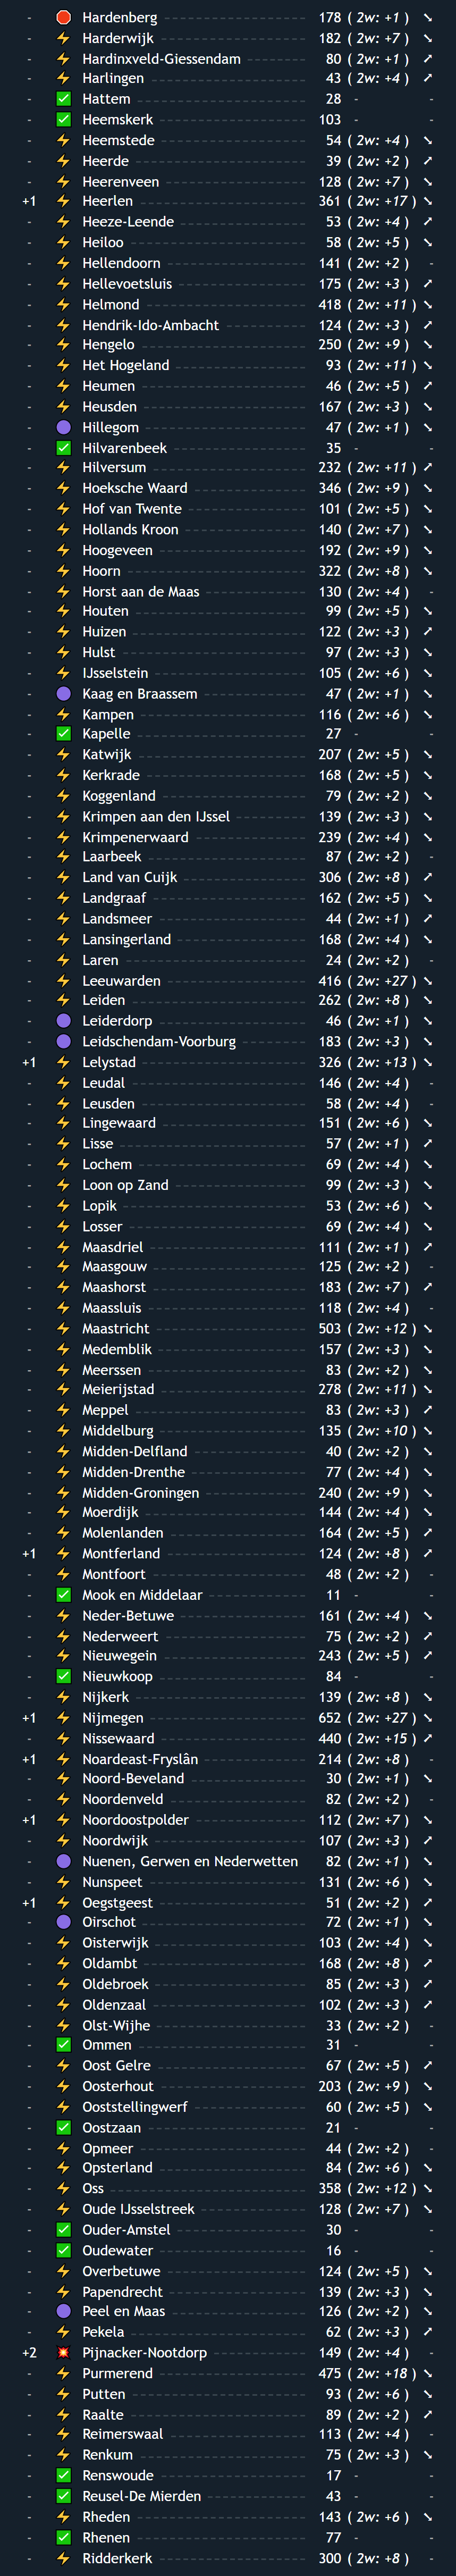 - 🛑 Hardenberg 178 ( 2w: +1 ) ➘
- ⚡ Harderwijk 182 ( 2w: +7 ) ➘
- ⚡ Hardinxveld-Giessendam 80 ( 2w: +1 ) ➚
- ⚡ Harlingen 43 ( 2w: +4 ) ➚
- ✅ Hattem 28 - -
- ✅ Heemskerk 103 - -
- ⚡ Heemstede 54 ( 2w: +4 ) ➘
- ⚡ Heerde 39 ( 2w: +2 ) ➚
- ⚡ Heerenveen 128 ( 2w: +7 ) ➘
+1 ⚡ Heerlen 361 ( 2w: +17 ) ➘
- ⚡ Heeze-Leende 53 ( 2w: +4 ) ➚
- ⚡ Heiloo 58 ( 2w: +5 ) ➘
- ⚡ Hellendoorn 141 ( 2w: +2 ) -
- ⚡ Hellevoetsluis 175 ( 2w: +3 ) ➚
- ⚡ Helmond 418 ( 2w: +11 ) ➘
- ⚡ Hendrik-Ido-Ambacht 124 ( 2w: +3 ) ➚
- ⚡ Hengelo 250 ( 2w: +9 ) ➘
- ⚡ Het Hogeland 93 ( 2w: +11 ) ➘
- ⚡ Heumen 46 ( 2w: +5 ) ➚
- ⚡ Heusden 167 ( 2w: +3 ) ➘
- 🟣 Hillegom 47 ( 2w: +1 ) ➘
- ✅ Hilvarenbeek 35 - -
- ⚡ Hilversum 232 ( 2w: +11 ) ➚
- ⚡ Hoeksche Waard 346 ( 2w: +9 ) ➘
- ⚡ Hof van Twente 101 ( 2w: +5 ) ➘
- ⚡ Hollands Kroon 140 ( 2w: +7 ) ➘
- ⚡ Hoogeveen 192 ( 2w: +9 ) ➘
- ⚡ Hoorn 322 ( 2w: +8 ) ➘
- ⚡ Horst aan de Maas 130 ( 2w: +4 ) -
- ⚡ Houten 99 ( 2w: +5 ) ➘
- ⚡ Huizen 122 ( 2w: +3 ) ➚
- ⚡ Hulst 97 ( 2w: +3 ) ➘
- ⚡ IJsselstein 105 ( 2w: +6 ) ➘
- 🟣 Kaag en Braassem 47 ( 2w: +1 ) ➘
- ⚡ Kampen 116 ( 2w: +6 ) ➘
- ✅ Kapelle 27 - -
- ⚡ Katwijk 207 ( 2w: +5 ) ➘
- ⚡ Kerkrade 168 ( 2w: +5 ) ➘
- ⚡ Koggenland 79 ( 2w: +2 ) ➘
- ⚡ Krimpen aan den IJssel 139 ( 2w: +3 ) ➘
- ⚡ Krimpenerwaard 239 ( 2w: +4 ) ➘
- ⚡ Laarbeek 87 ( 2w: +2 ) -
- ⚡ Land van Cuijk 306 ( 2w: +8 ) ➚
- ⚡ Landgraaf 162 ( 2w: +5 ) ➘
- ⚡ Landsmeer 44 ( 2w: +1 ) ➚
- ⚡ Lansingerland 168 ( 2w: +4 ) ➘
- ⚡ Laren 24 ( 2w: +2 ) -
- ⚡ Leeuwarden 416 ( 2w: +27 ) ➘
- ⚡ Leiden 262 ( 2w: +8 ) ➘
- 🟣 Leiderdorp 46 ( 2w: +1 ) ➘
- 🟣 Leidschendam-Voorburg 183 ( 2w: +3 ) ➘
+1 ⚡ Lelystad 326 ( 2w: +13 ) ➘
- ⚡ Leudal 146 ( 2w: +4 ) -
- ⚡ Leusden 58 ( 2w: +4 ) -
- ⚡ Lingewaard 151 ( 2w: +6 ) ➘
- ⚡ Lisse 57 ( 2w: +1 ) ➚
- ⚡ Lochem 69 ( 2w: +4 ) ➘
- ⚡ Loon op Zand 99 ( 2w: +3 ) ➘
- ⚡ Lopik 53 ( 2w: +6 ) ➘
- ⚡ Losser 69 ( 2w: +4 ) ➘
- ⚡ Maasdriel 111 ( 2w: +1 ) ➚
- ⚡ Maasgouw 125 ( 2w: +2 ) -
- ⚡ Maashorst 183 ( 2w: +7 ) ➚
- ⚡ Maassluis 118 ( 2w: +4 ) -
- ⚡ Maastricht 503 ( 2w: +12 ) ➘
- ⚡ Medemblik 157 ( 2w: +3 ) ➘
- ⚡ Meerssen 83 ( 2w: +2 ) ➘
- ⚡ Meierijstad 278 ( 2w: +11 ) ➘
- ⚡ Meppel 83 ( 2w: +3 ) ➚
- ⚡ Middelburg 135 ( 2w: +10 ) ➘
- ⚡ Midden-Delfland 40 ( 2w: +2 ) ➘
- ⚡ Midden-Drenthe 77 ( 2w: +4 ) ➘
- ⚡ Midden-Groningen 240 ( 2w: +9 ) ➘
- ⚡ Moerdijk 144 ( 2w: +4 ) ➘
- ⚡ Molenlanden 164 ( 2w: +5 ) ➚
+1 ⚡ Montferland 124 ( 2w: +8 ) ➚
- ⚡ Montfoort 48 ( 2w: +2 ) -
- ✅ Mook en Middelaar 11 - -
- ⚡ Neder-Betuwe 161 ( 2w: +4 ) ➘
- ⚡ Nederweert 75 ( 2w: +2 ) ➚
- ⚡ Nieuwegein 243 ( 2w: +5 ) ➚
- ✅ Nieuwkoop 84 - -
- ⚡ Nijkerk 139 ( 2w: +8 ) ➘
+1 ⚡ Nijmegen 652 ( 2w: +27 ) ➘
- ⚡ Nissewaard 440 ( 2w: +15 ) ➚
+1 ⚡ Noardeast-Fryslân 214 ( 2w: +8 ) -
- ⚡ Noord-Beveland 30 ( 2w: +1 ) ➘
- ⚡ Noordenveld 82 ( 2w: +2 ) -
+1 ⚡ Noordoostpolder 112 ( 2w: +7 ) ➘
- ⚡ Noordwijk 107 ( 2w: +3 ) ➚
- 🟣 Nuenen, Gerwen en Nederwetten 82 ( 2w: +1 ) ➘
- ⚡ Nunspeet 131 ( 2w: +6 ) ➘
+1 ⚡ Oegstgeest 51 ( 2w: +2 ) ➚
- 🟣 Oirschot 72 ( 2w: +1 ) ➘
- ⚡ Oisterwijk 103 ( 2w: +4 ) ➘
- ⚡ Oldambt 168 ( 2w: +8 ) ➚
- ⚡ Oldebroek 85 ( 2w: +3 ) ➚
- ⚡ Oldenzaal 102 ( 2w: +3 ) ➚
- ⚡ Olst-Wijhe 33 ( 2w: +2 ) -
- ✅ Ommen 31 - -
- ⚡ Oost Gelre 67 ( 2w: +5 ) ➚
- ⚡ Oosterhout 203 ( 2w: +9 ) ➘
- ⚡ Ooststellingwerf 60 ( 2w: +5 ) ➘
- ✅ Oostzaan 21 - -
- ⚡ Opmeer 44 ( 2w: +2 ) -
- ⚡ Opsterland 84 ( 2w: +6 ) ➘
- ⚡ Oss 358 ( 2w: +12 ) ➘
- ⚡ Oude IJsselstreek 128 ( 2w: +7 ) ➘
- ✅ Ouder-Amstel 30 - -
- ✅ Oudewater 16 - -
- ⚡ Overbetuwe 124 ( 2w: +5 ) ➘
- ⚡ Papendrecht 139 ( 2w: +3 ) ➘
- 🟣 Peel en Maas 126 ( 2w: +2 ) ➘
- ⚡ Pekela 62 ( 2w: +3 ) ➚
+2 💥 Pijnacker-Nootdorp 149 ( 2w: +4 ) -
- ⚡ Purmerend 475 ( 2w: +18 ) ➘
- ⚡ Putten 93 ( 2w: +6 ) ➘
- ⚡ Raalte 89 ( 2w: +2 ) ➚
- ⚡ Reimerswaal 113 ( 2w: +4 ) -
- ⚡ Renkum 75 ( 2w: +3 ) ➘
- ✅ Renswoude 17 - -
- ✅ Reusel-De Mierden 43 - -
- ⚡ Rheden 143 ( 2w: +6 ) ➘
- ✅ Rhenen 77 - -
- ⚡ Ridderkerk 300 ( 2w: +8 ) -